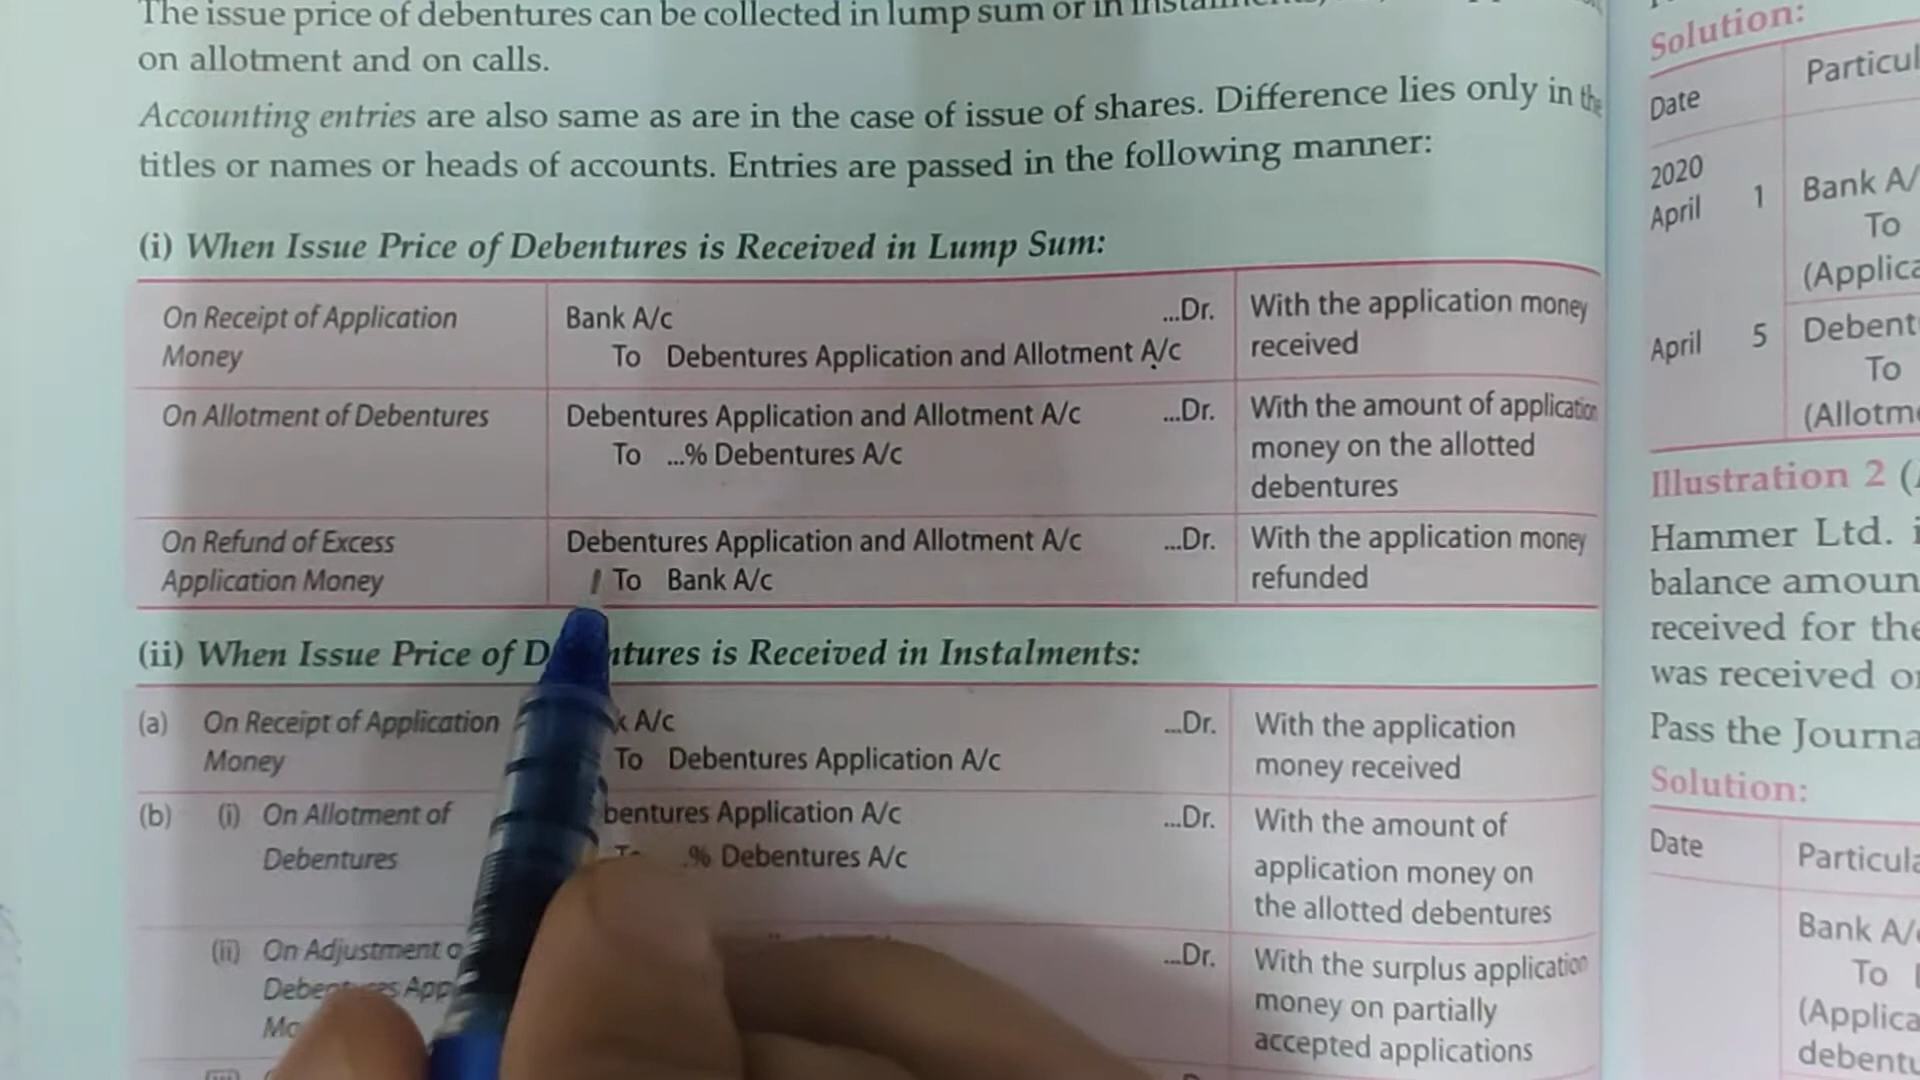 The issue price of debentures can be collected in lump sum or in
on allotment and on calls.
Accounting entries are also same as are in the case of issue of shares. Difference lies only in the
titles or names or heads of accounts. Entries are passed in the following manner:
(i) When Issue Price of Debentures is Received in Lump Sum:
On Receipt of Application
Money
Bank A/c ...Dr.
To Debentures Application and Allotment A/c
With the application money
received
On Allotment of Debentures
Debentures Application and Allotment A/c ...Dr.
To ...% Debentures A/c
With the amount of application
money on the allotted
debentures
On Refund of Excess
Application Money
Debentures Application and Allotment A/c ...Dr.
To Bank A/c
With the application money
refunded
(ii) When Issue Price of D ntures is Received in Instalments:
(a) On Receipt of Application
Money
k A/c ...Dr.
To Debentures Application A/c
With the application
money received
(b) (i) On Allotment of
Debentures
bentures Application A/c ...Dr.
.% Debentures A/c
With the amount of
application money on
the allotted debentures
(ii) On Adjustment o
...Dr.
With the surplus application
money on partially
accepted applications
Solution:
Date Particul
2020
April 1 Bank A/
To
(Applica
April 5 Debent
To
(Allotm
Illustration 2 (
Hammer Ltd. i
balance amoun
received for the
was received o
Pass the Journa
Solution:
Date Particula
Bank A/
To
(Applica
debentu